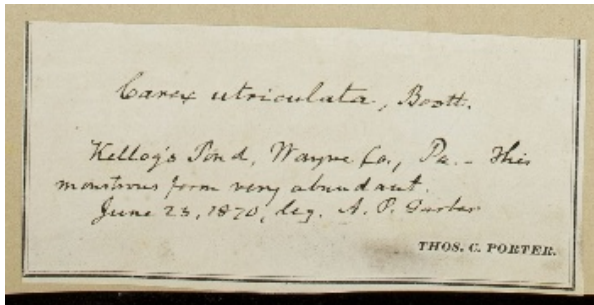 Carex utriculata, Boott.
Kellog's Pond, Wayne Co., Pa. - This
monstrous form very abundant.
June 23, 1870, leg. A. P.
THOS. C. PORTER.